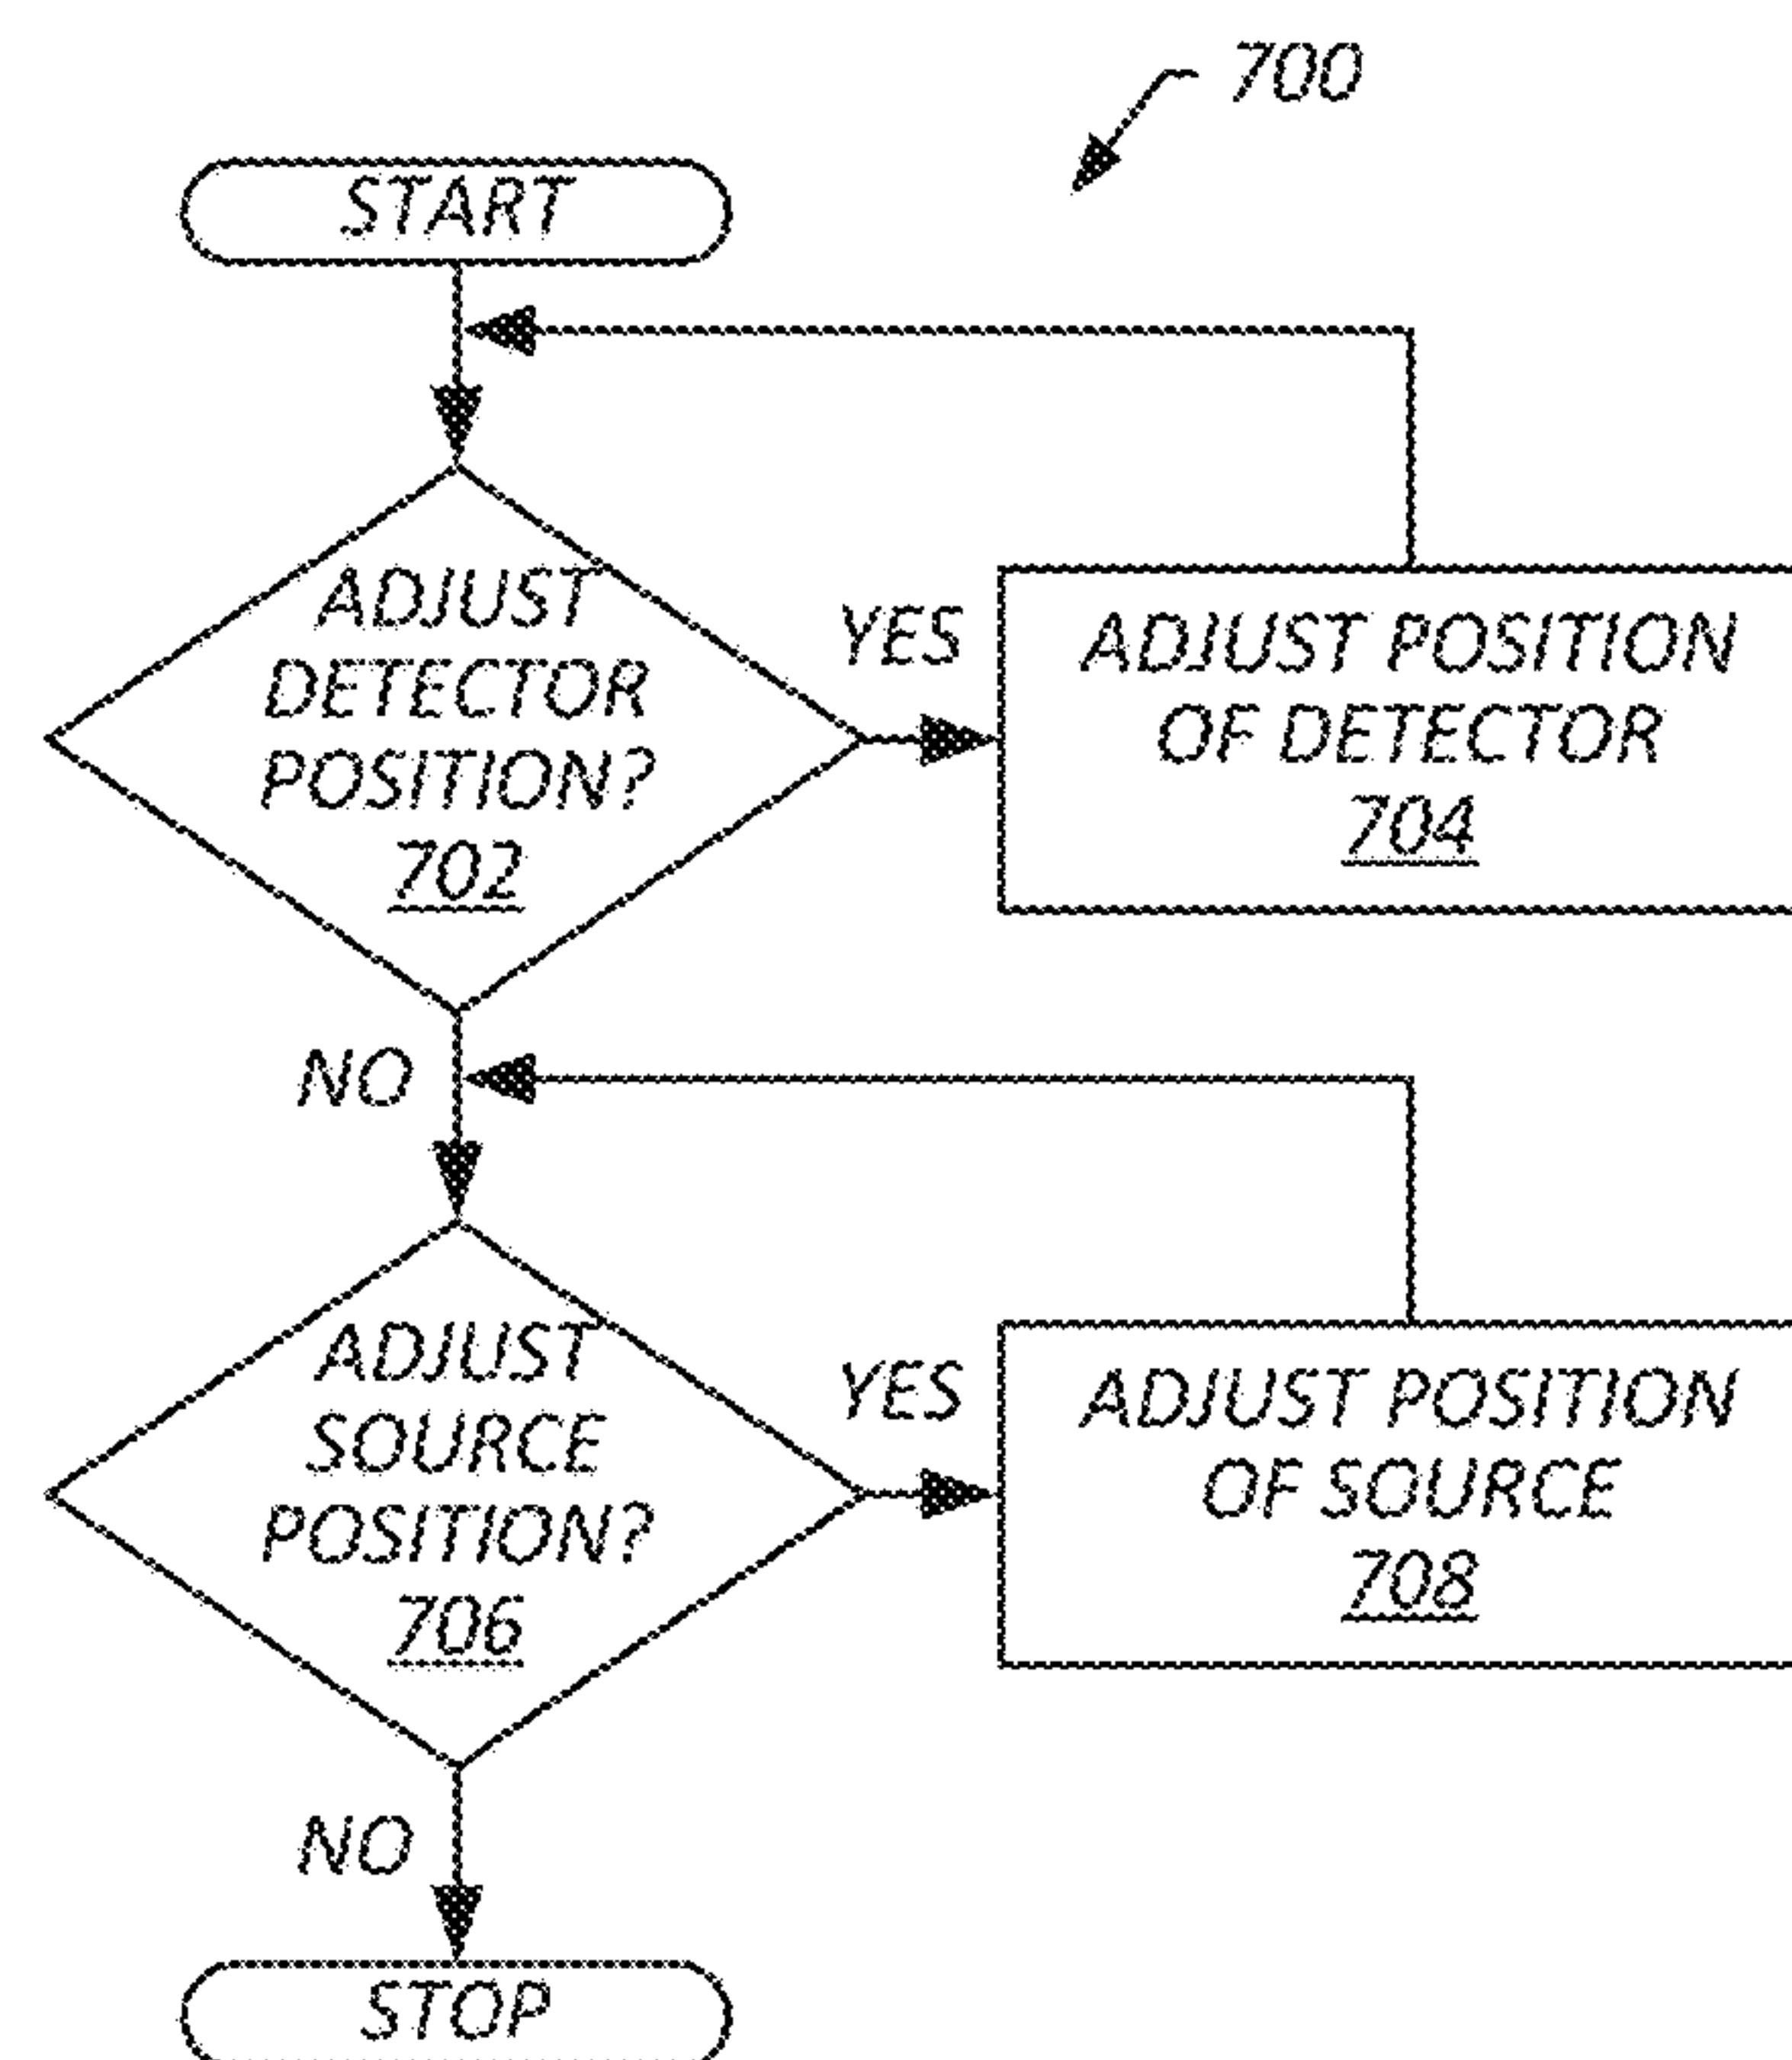 700
START
ADJUST
DETECTOR
POSITION?
702
YES
ADJUST POSITION
OF DETECTOR
704
NO
ADJUST
SOURCE
POSITION?
706
YES
ADJUST POSITION
OF SOURCE
708
NO
STOP